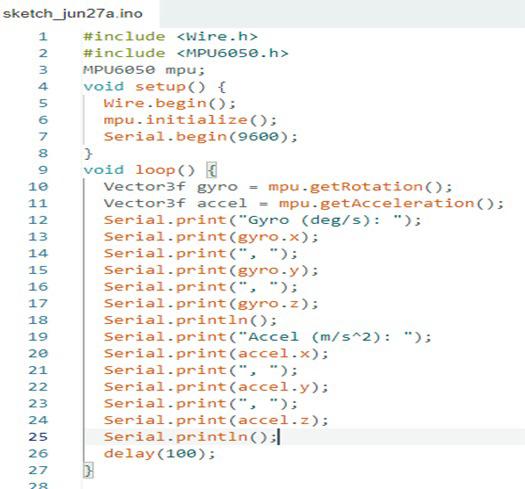 sketch_jun27a.ino
1 #include <Wire.h>
2 #include <MPU6050.h>
3 MPU6050 mpu;
4 void setup() {
5 Wire.begin();
6 mpu.initialize();
7 Serial.begin(9600);
8 }
9 void loop() {
10 Vector3f gyro = mpu.getRotation();
11 Vector3f accel = mpu.getAcceleration();
12 Serial.print("Gyro (deg/s): ");
13 Serial.print(gyro.x);
14 Serial.print(", ");
15 Serial.print(gyro.y);
16 Serial.print(", ");
17 Serial.print(gyro.z);
18 Serial.println();
19 Serial.print("Accel (m/s^2): ");
20 Serial.print(accel.x);
21 Serial.print(", ");
22 Serial.print(accel.y);
23 Serial.print(", ");
24 Serial.print(accel.z);
25 Serial.println();
26 delay(100);
27 }
28